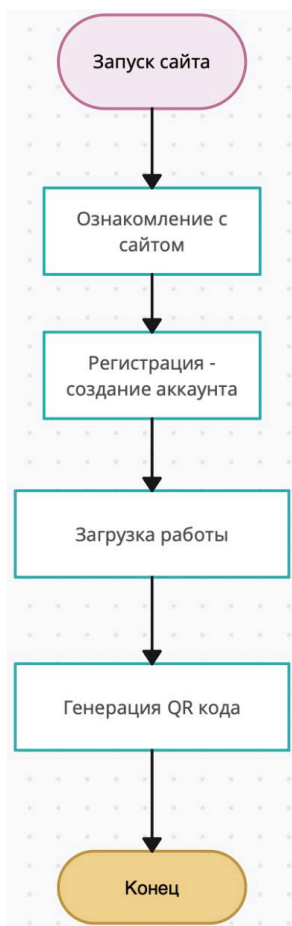 Запуск сайта
Ознакомление с
сайтом
Регистрация -
создание аккаунта
Загрузка работы
Генерация QR кода
Конец